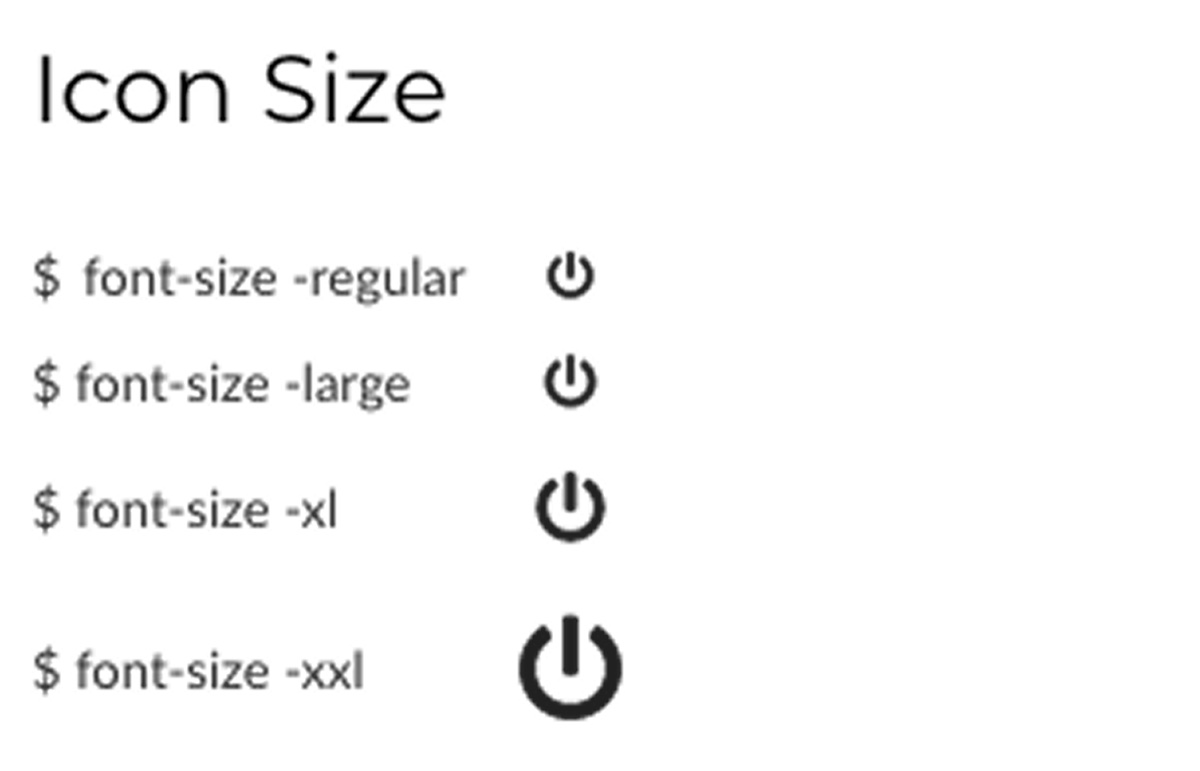 Icon Size
$ font-size -regular
$ font-size -large
$ font-size -xl
$ font-size -xxl